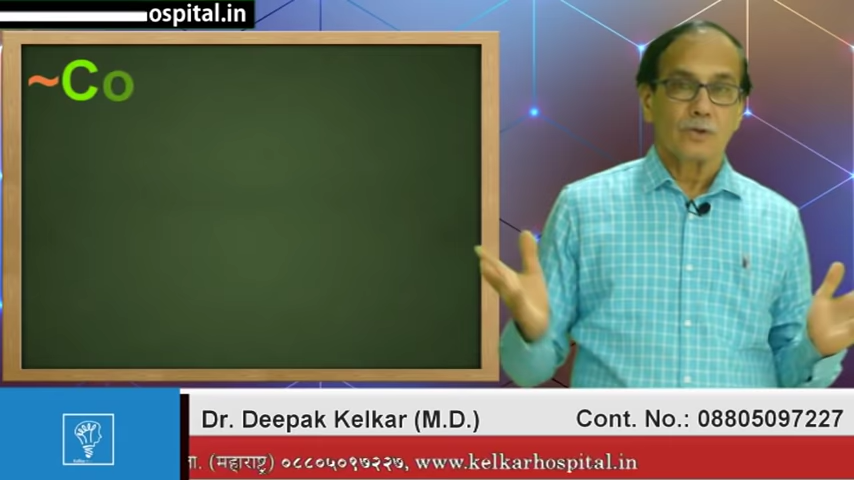 ospital.in
~Co
Dr. Deepak Kelkar (M.D.)
Cont. No.: 08805097227
ता. (महाराष्ट्र) ०८८०५०९७२२७, www.kelkarhospital.in